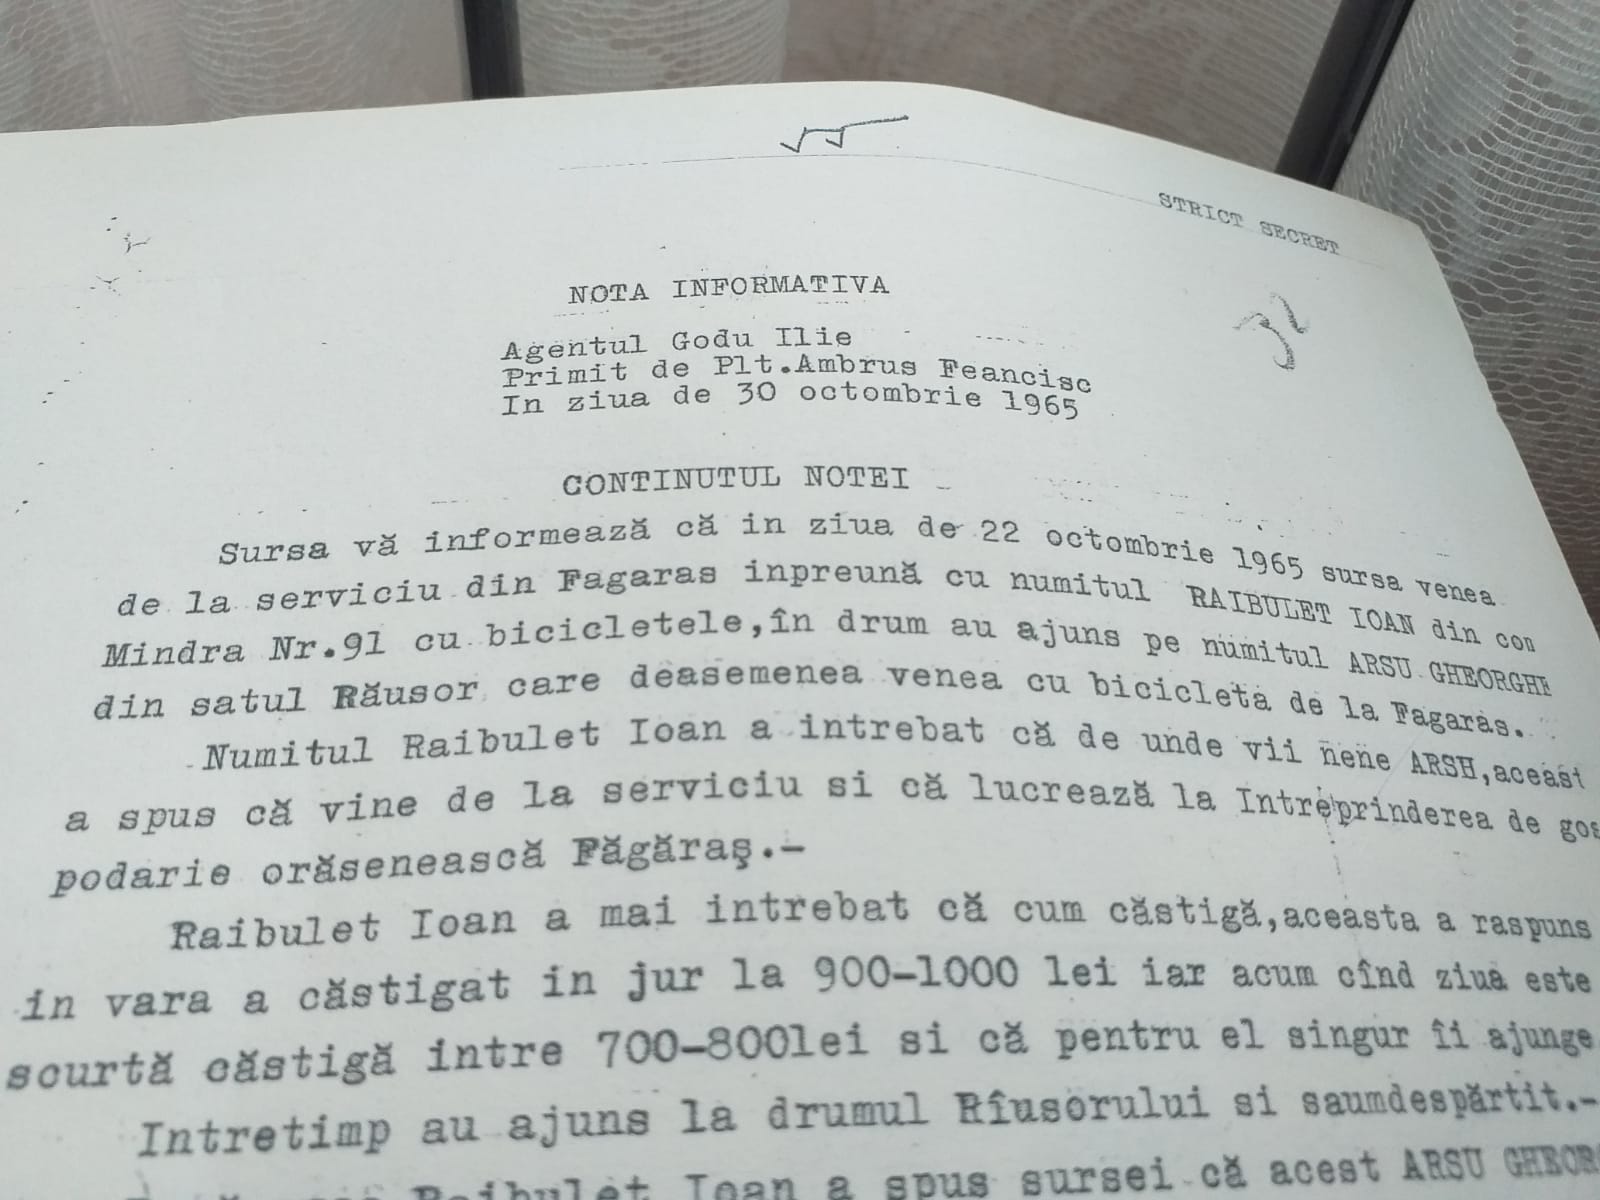 STRICT SECRET
32
NOTA INFORMATIVA
Agentul Godu Ilie
Primit de Plt.Ambrus Feancisc
In ziua de 30 octombrie 1965
CONTINUTUL NOTEI
Sursa vă informează că in ziua de 22 octombrie 1965 sursa venea
de la serviciu din Fagaras inpreună cu numitul RAIBULET IOAN din com
Mindra Nr.91 cu bicicletele,în drum au ajuns pe numitul ARSU GHEORGHE
din satul Răusor care deasemenea venea cu bicicleta de la Fagaras.
Numitul Raibulet Ioan a intrebat că de unde vii nene ARSU,aceast
a spus că vine de la serviciu si că lucrează la Intreprinderea de gos
podarie orăsenească Făgăraş.-
Raibulet Ioan a mai intrebat că cum căstigă,aceasta a raspuns
in vara a căstigat in jur la 900-1000 lei iar acum cînd ziua este
scurtă căstigă intre 700-800lei si că pentru el singur îi ajunge
Intretimp au ajuns la drumul Rîusorului si saumdespărtit.-
Raibulet Ioan a spus sursei că acest ARSU GHEOR